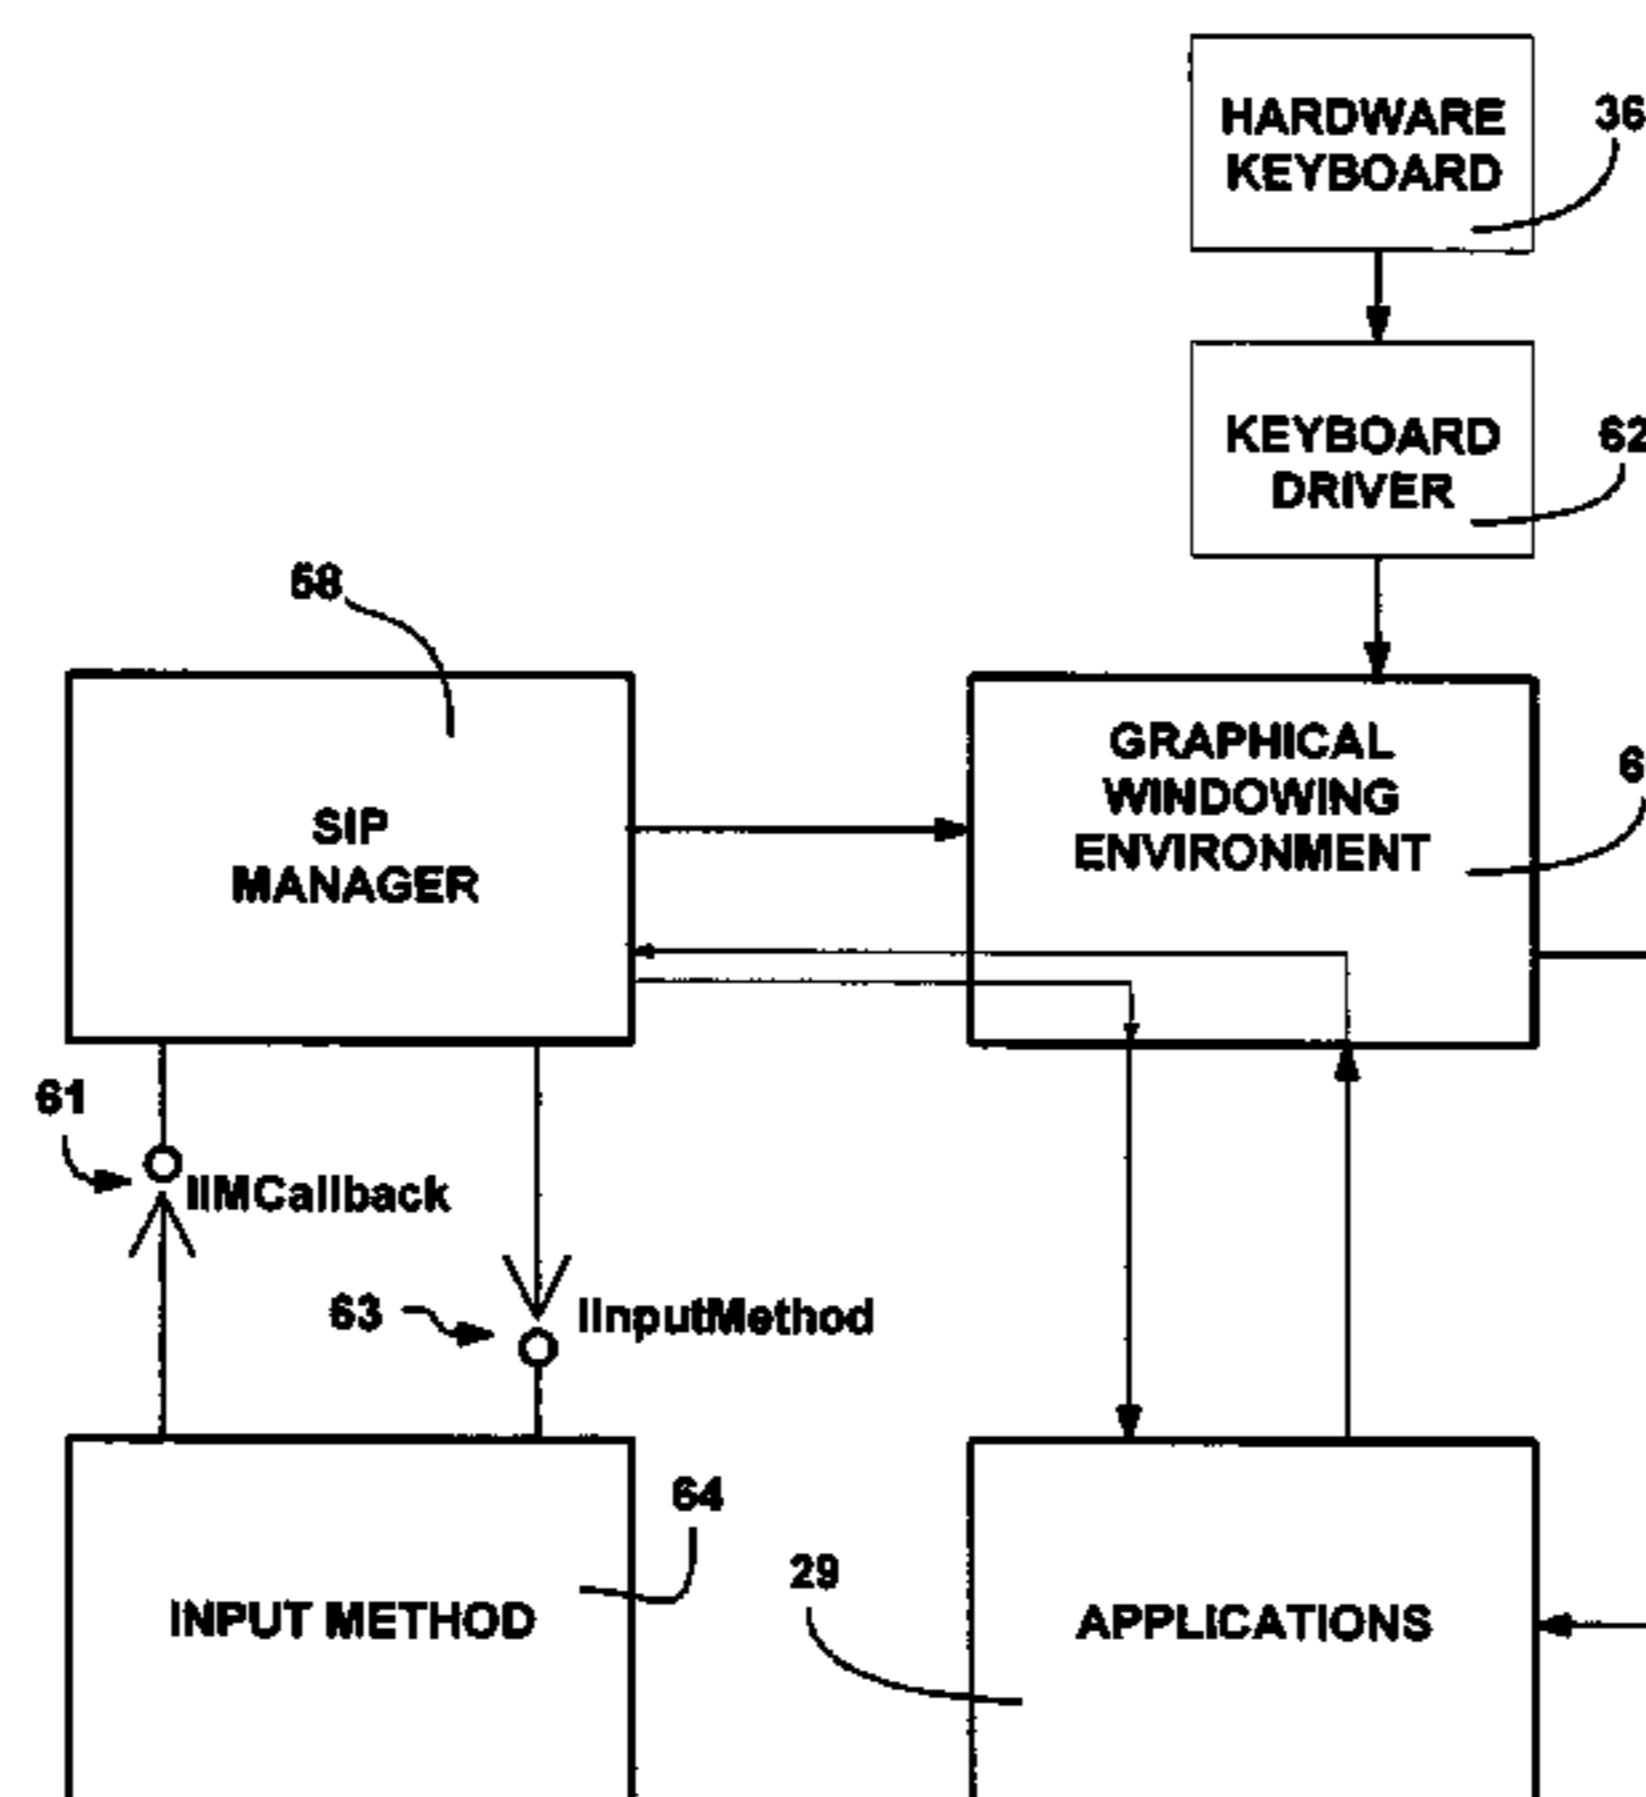 HARDWARE
KEYBOARD
36
KEYBOARD
DRIVER
62
58
SIP
MANAGER
GRAPHICAL
WINDOWING
ENVIRONMENT
61
IIMCallback
63
IInputMethod
64
INPUT METHOD
29
APPLICATIONS